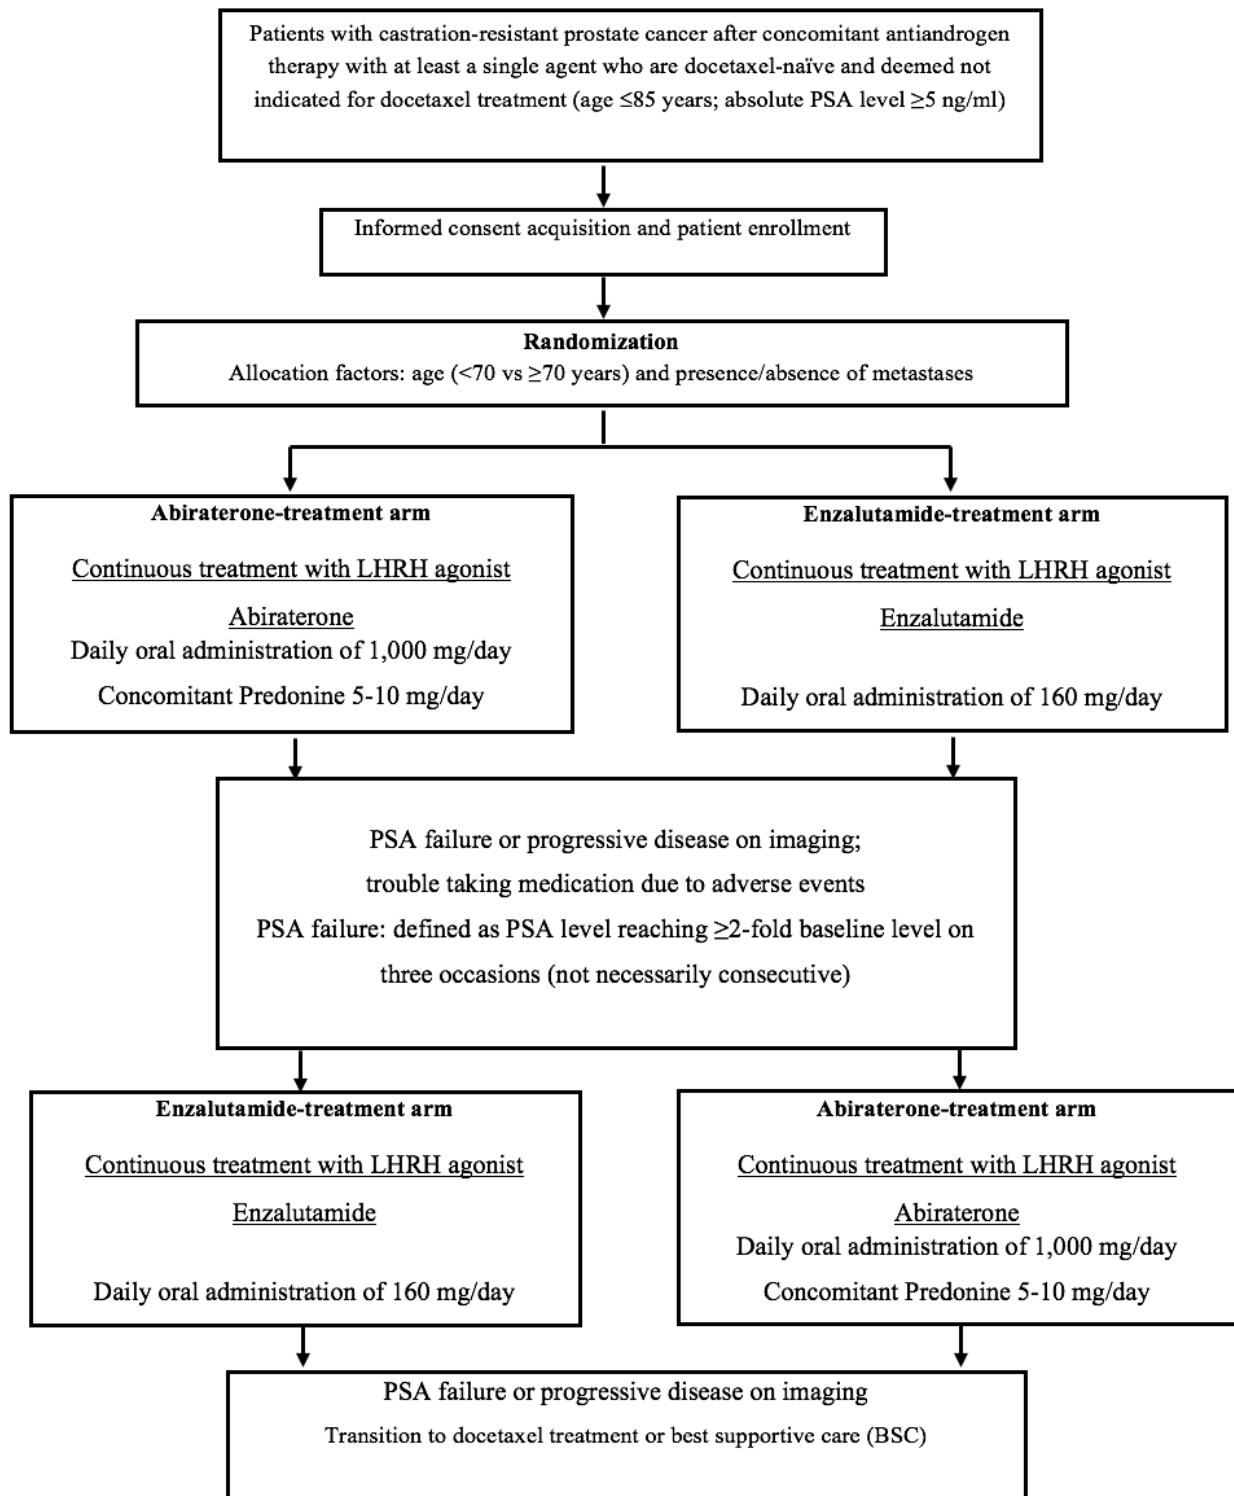 Patients with castration-resistant prostate cancer after concomitant antiandrogen
therapy with at least a single agent who are docetaxel-naïve and deemed not
indicated for docetaxel treatment (age ≤85 years; absolute PSA level ≥5 ng/ml)
Informed consent acquisition and patient enrollment
Randomization
Allocation factors: age (<70 vs ≥70 years) and presence/absence of metastases
Abiraterone-treatment arm
Continuous treatment with LHRH agonist
Abiraterone
Daily oral administration of 1,000 mg/day
Concomitant Predonine 5-10 mg/day
Enzalutamide-treatment arm
Continuous treatment with LHRH agonist
Enzalutamide
Daily oral administration of 160 mg/day
PSA failure or progressive disease on imaging;
trouble taking medication due to adverse events
PSA failure: defined as PSA level reaching ≥2-fold baseline level on
three occasions (not necessarily consecutive)
Enzalutamide-treatment arm
Continuous treatment with LHRH agonist
Enzalutamide
Daily oral administration of 160 mg/day
Abiraterone-treatment arm
Continuous treatment with LHRH agonist
Abiraterone
Daily oral administration of 1,000 mg/day
Concomitant Predonine 5-10 mg/day
PSA failure or progressive disease on imaging
Transition to docetaxel treatment or best supportive care (BSC)